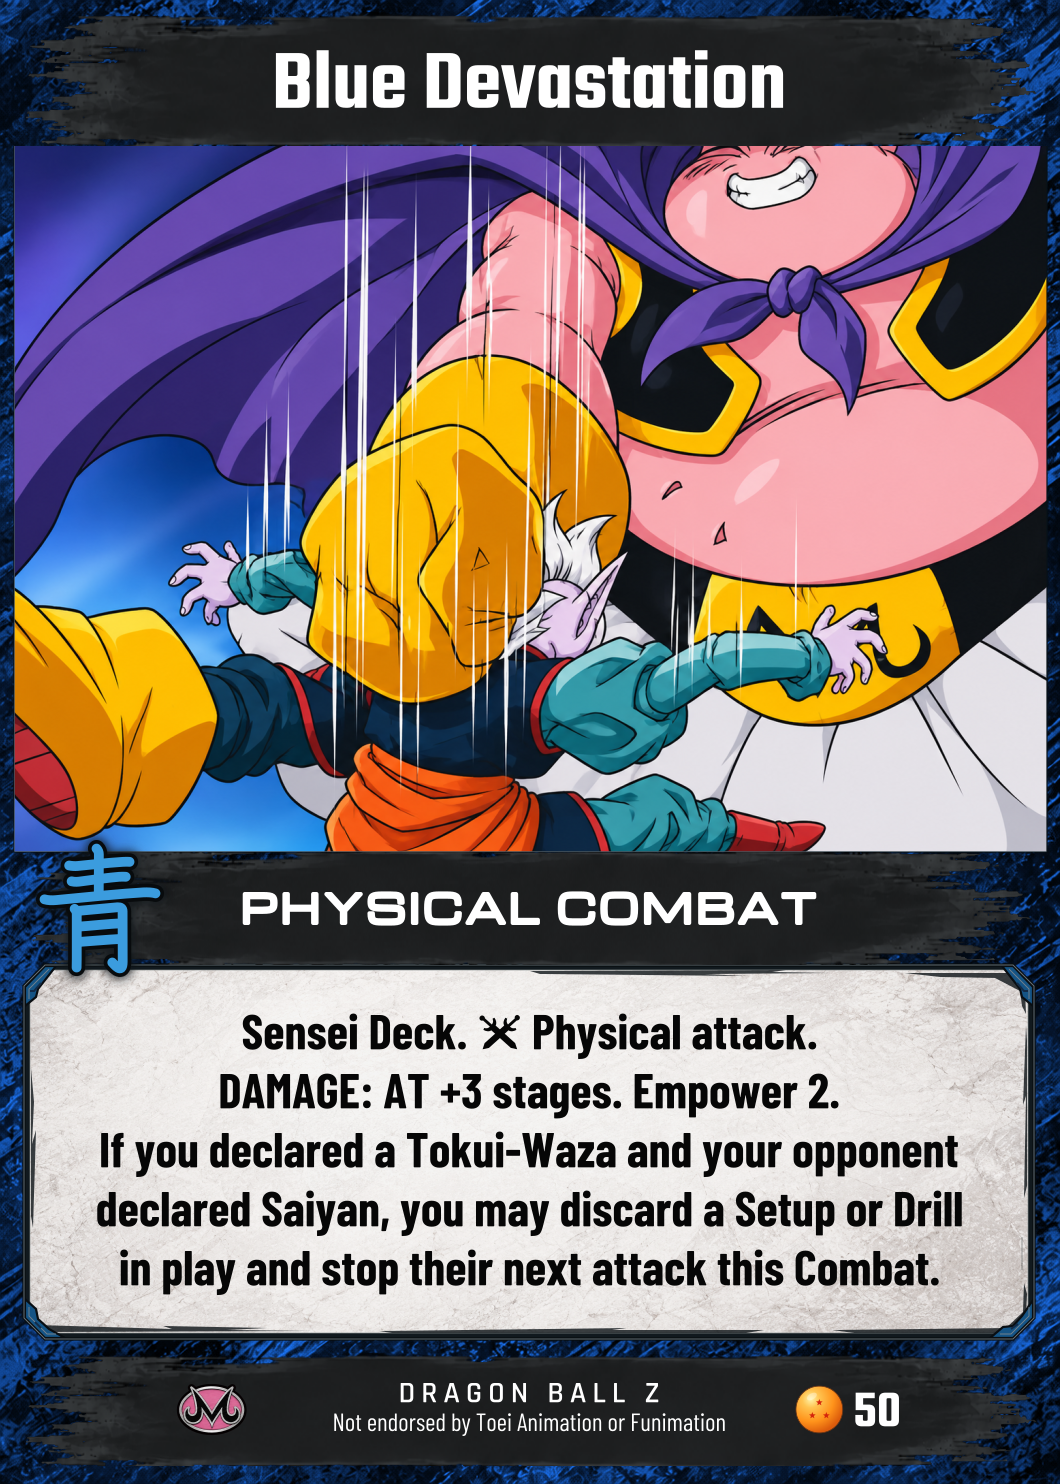 Blue Devastation
青
PHYSICAL COMBAT
Sensei Deck. Physical attack.
DAMAGE: AT +3 stages. Empower 2.
If you declared a Tokui-Waza and your opponent
declared Saiyan, you may discard a Setup or Drill
in play and stop their next attack this Combat.
DRAGON BALL Z
Not endorsed by Toei Animation or Funimation
50